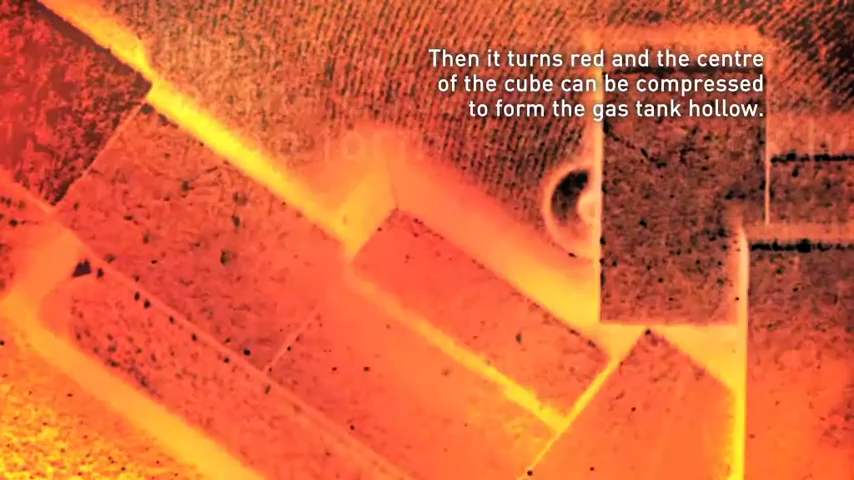 Then it turns red and the centre
of the cube can be compressed
to form the gas tank hollow.